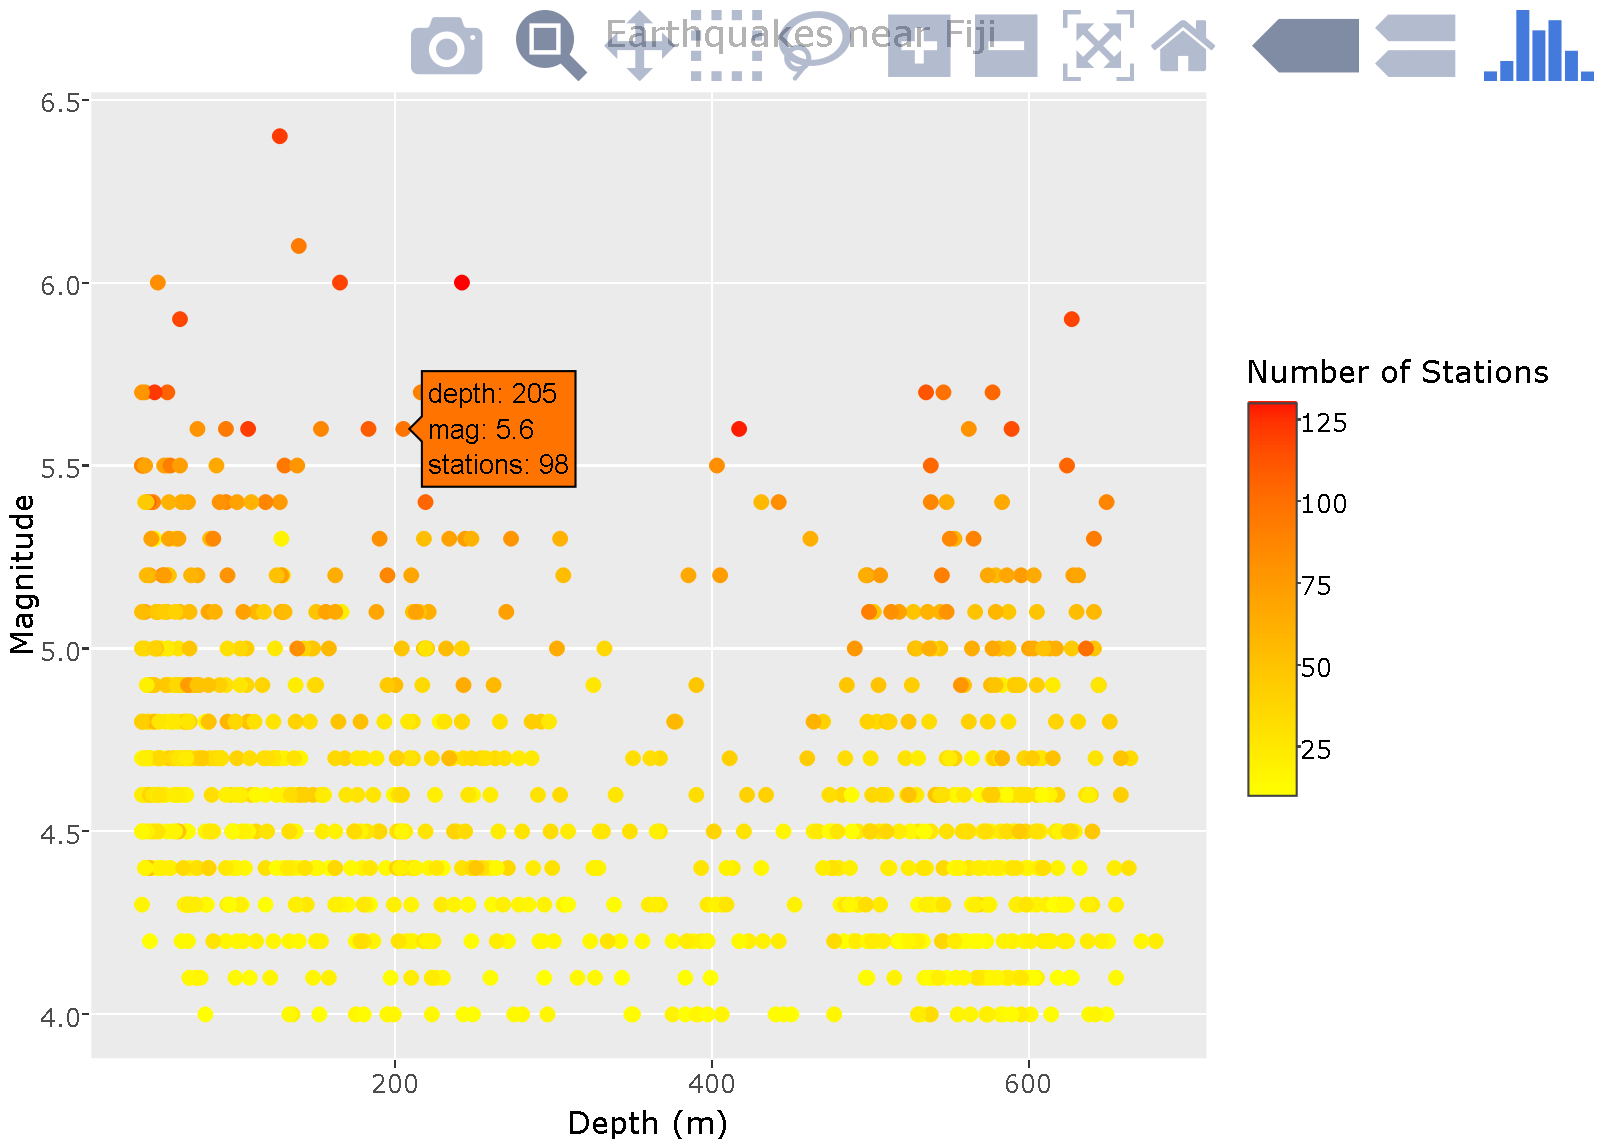 Earthquakes near Fiji
6.5
6.0
5.5
5.0
4.5
4.0
Magnitude
depth: 205
mag: 5.6
stations: 98
200
400
600
Depth (m)
Number of Stations
125
100
75
50
25